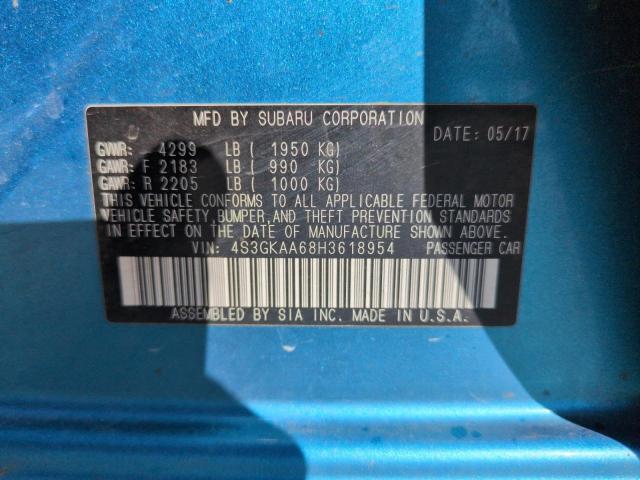 MFD BY SUBARU CORPORATION
DATE: 05/17
GVWR: 4299 LB ( 1950 KG)
GAWR: F 2183 LB ( 990 KG)
GAWR: R 2205 LB ( 1000 KG)
THIS VEHICLE CONFORMS TO ALL APPLICABLE FEDERAL MOTOR
VEHICLE SAFETY, BUMPER, AND THEFT PREVENTION STANDARDS
IN EFFECT ON THE DATE OF MANUFACTURE SHOWN ABOVE.
VIN: 4S3GKAA68H3618954 PASSENGER CAR
ASSEMBLED BY SIA INC. MADE IN U.S.A.